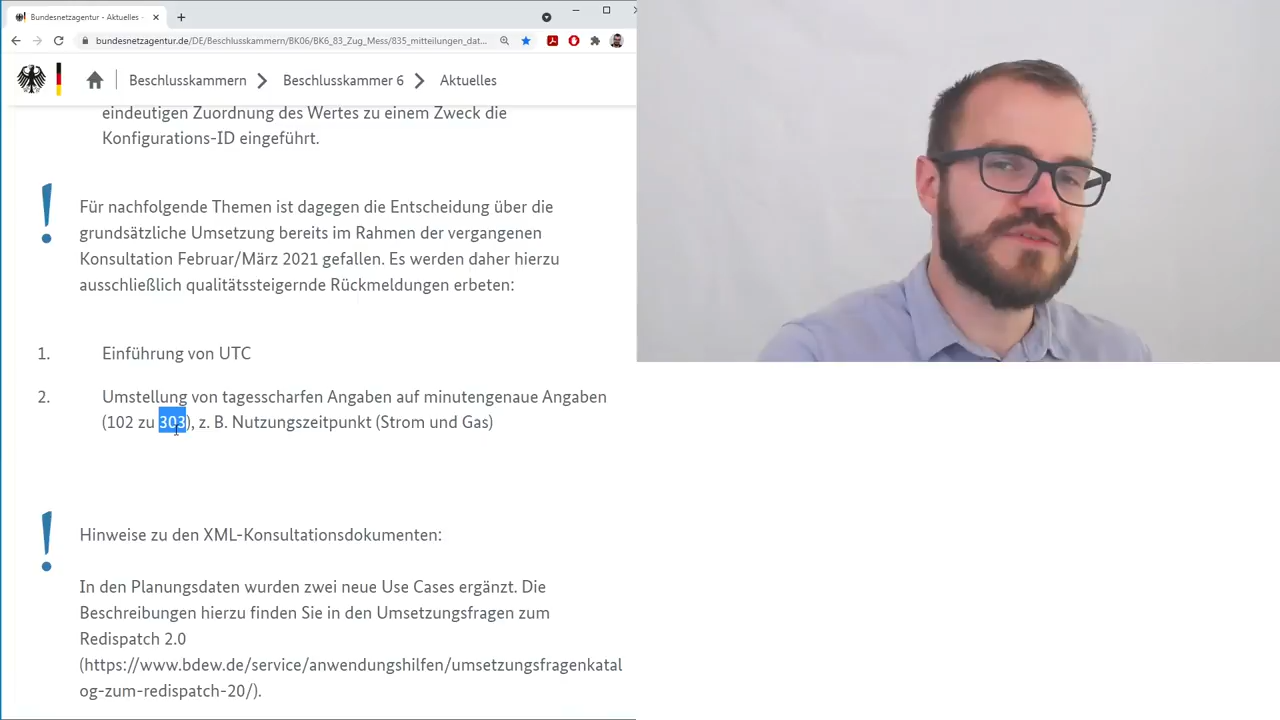 Bundesnetzagentur - Aktuelles -
bundesnetzagentur.de/DE/Beschlusskammern/BK06/BK6_83_Zug_Mess/835_mitteilungen_dat...
Beschlusskammern Beschlusskammer 6 Aktuelles
eindeutigen Zuordnung des Wertes zu einem Zweck die
Konfigurations-ID eingeführt.
Für nachfolgende Themen ist dagegen die Entscheidung über die
grundsätzliche Umsetzung bereits im Rahmen der vergangenen
Konsultation Februar/März 2021 gefallen. Es werden daher hierzu
ausschließlich qualitätssteigernde Rückmeldungen erbeten:
1. Einführung von UTC
2. Umstellung von tagesscharfen Angaben auf minutengenaue Angaben
(102 zu 303), z. B. Nutzungszeitpunkt (Strom und Gas)
Hinweise zu den XML-Konsultationsdokumenten:
In den Planungsdaten wurden zwei neue Use Cases ergänzt. Die
Beschreibungen hierzu finden Sie in den Umsetzungsfragen zum
Redispatch 2.0
(https://www.bdew.de/service/anwendungshilfen/umsetzungsfragenkatal
og-zum-redispatch-20/).